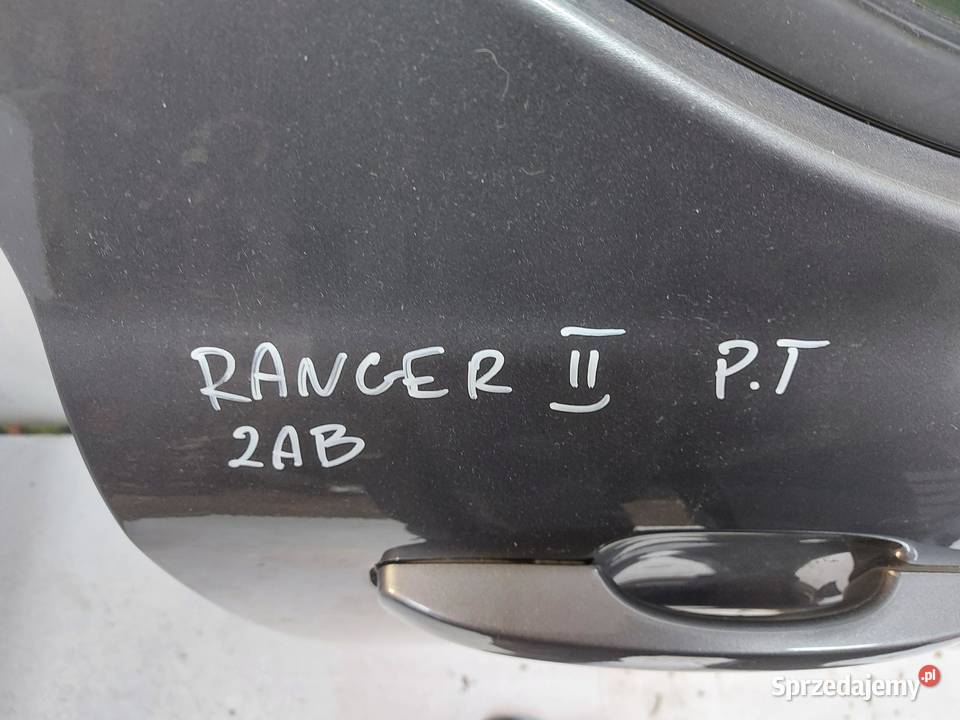 RANGER II P.T
2AB
Sprzedajemy.pl